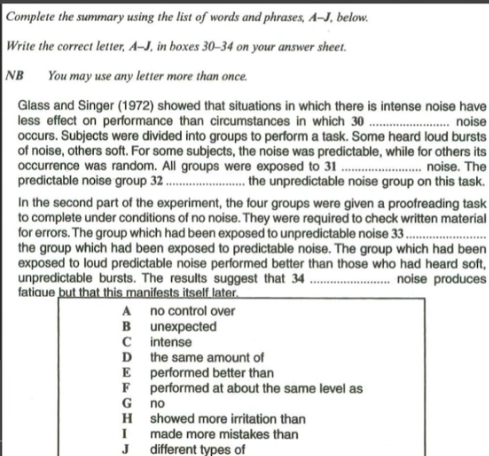 Complete the summary using the list of words and phrases, A–J, below.
Write the correct letter, A–J, in boxes 30–34 on your answer sheet.
NB You may use any letter more than once.
Glass and Singer (1972) showed that situations in which there is intense noise have
less effect on performance than circumstances in which 30 ........................ noise
occurs. Subjects were divided into groups to perform a task. Some heard loud bursts
of noise, others soft. For some subjects, the noise was predictable, while for others its
occurrence was random. All groups were exposed to 31 ........................ noise. The
predictable noise group 32 ........................ the unpredictable noise group on this task.
In the second part of the experiment, the four groups were given a proofreading task
to complete under conditions of no noise. They were required to check written material
for errors. The group which had been exposed to unpredictable noise 33 ........................
the group which had been exposed to predictable noise. The group which had been
exposed to loud predictable noise performed better than those who had heard soft,
unpredictable bursts. The results suggest that 34 ........................ noise produces
fatigue but that this manifests itself later.
A no control over
B unexpected
C intense
D the same amount of
E performed better than
F performed at about the same level as
G no
H showed more irritation than
I made more mistakes than
J different types of